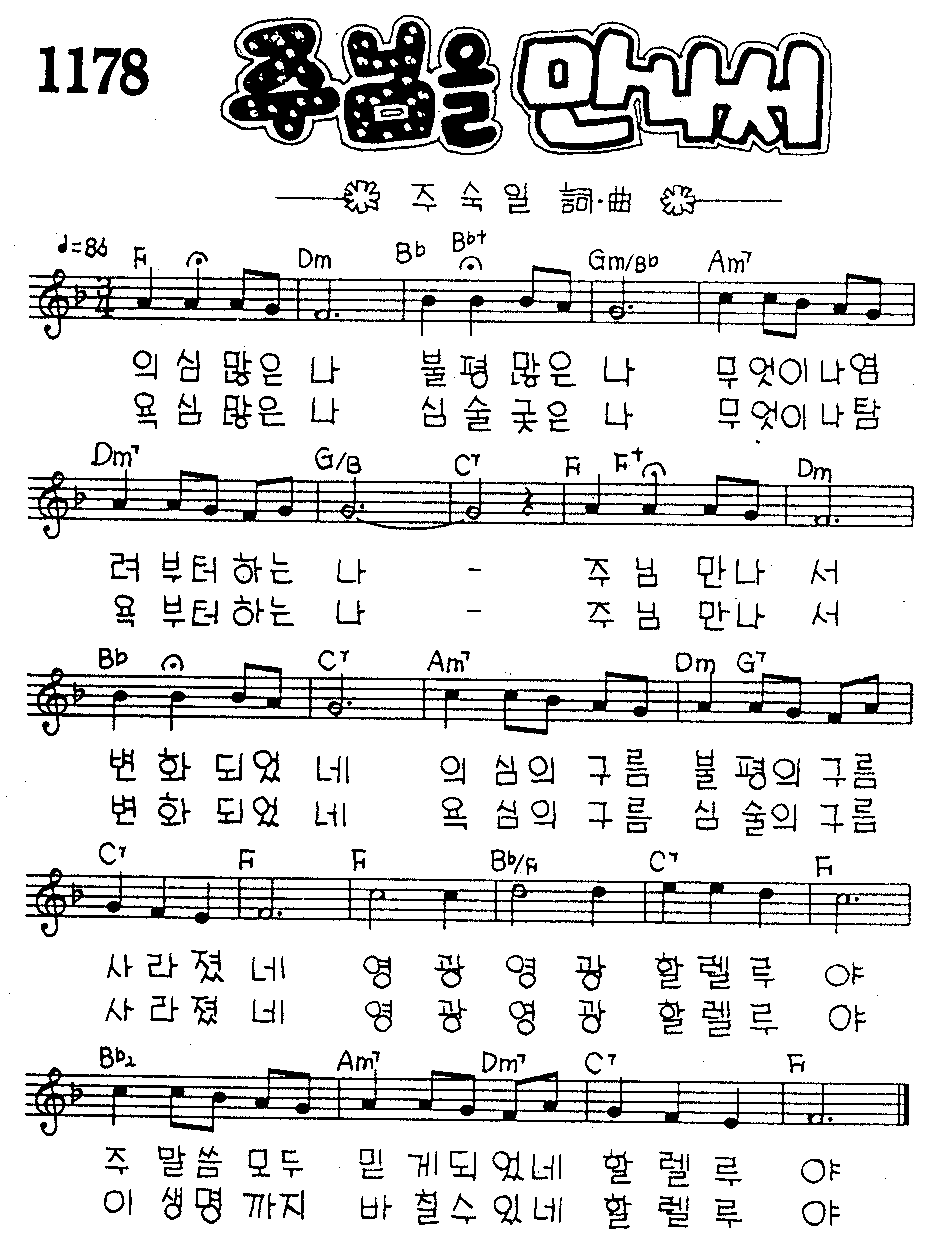 1178 주님을 만나서
주숙일 詞·曲
♩=86 F Dm B♭ B♭+ Gm/B♭ Am7
3/4
의 심 많은 나 불 평 많은 나 무 엇이 나 염
욕 심 많은 나 심 술 궂은 나 무 엇이 나 탐
Dm7 G/B C7 F F+ Dm
려 부터 하는 나 - 주 님 만나 서
욕 부터 하는 나 - 주 님 만나 서
B♭ C7 Am7 Dm G7
변 화 되었 네 의 심의 구름 불 평의 구름
변 화 되었 네 욕 심의 구름 심 술의 구름
C7 F F B♭/F C7 F
사 라 졌 네 영 광 영 광 할 렐 루 야
사 라 졌 네 영 광 영 광 할 렐 루 야
B♭2 Am7 Dm7 C7 F
주 말씀 모두 믿 게되 었네 할 렐 루 야
이 생명 까지 바 칠수 있네 할 렐 루 야